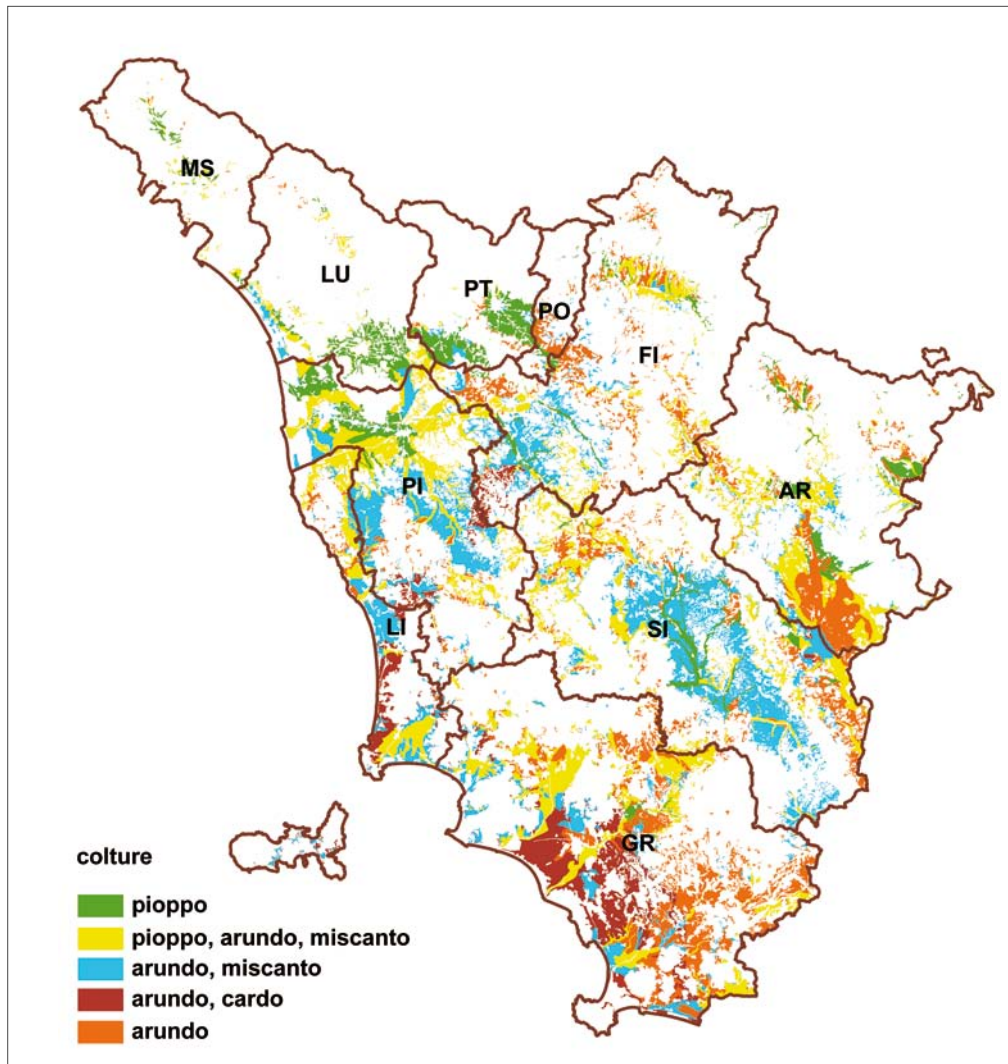 MS
LU
PT
PO
FI
AR
PI
LI
SI
GR
colture
pioppo
pioppo, arundo, miscanto
arundo, miscanto
arundo, cardo
arundo